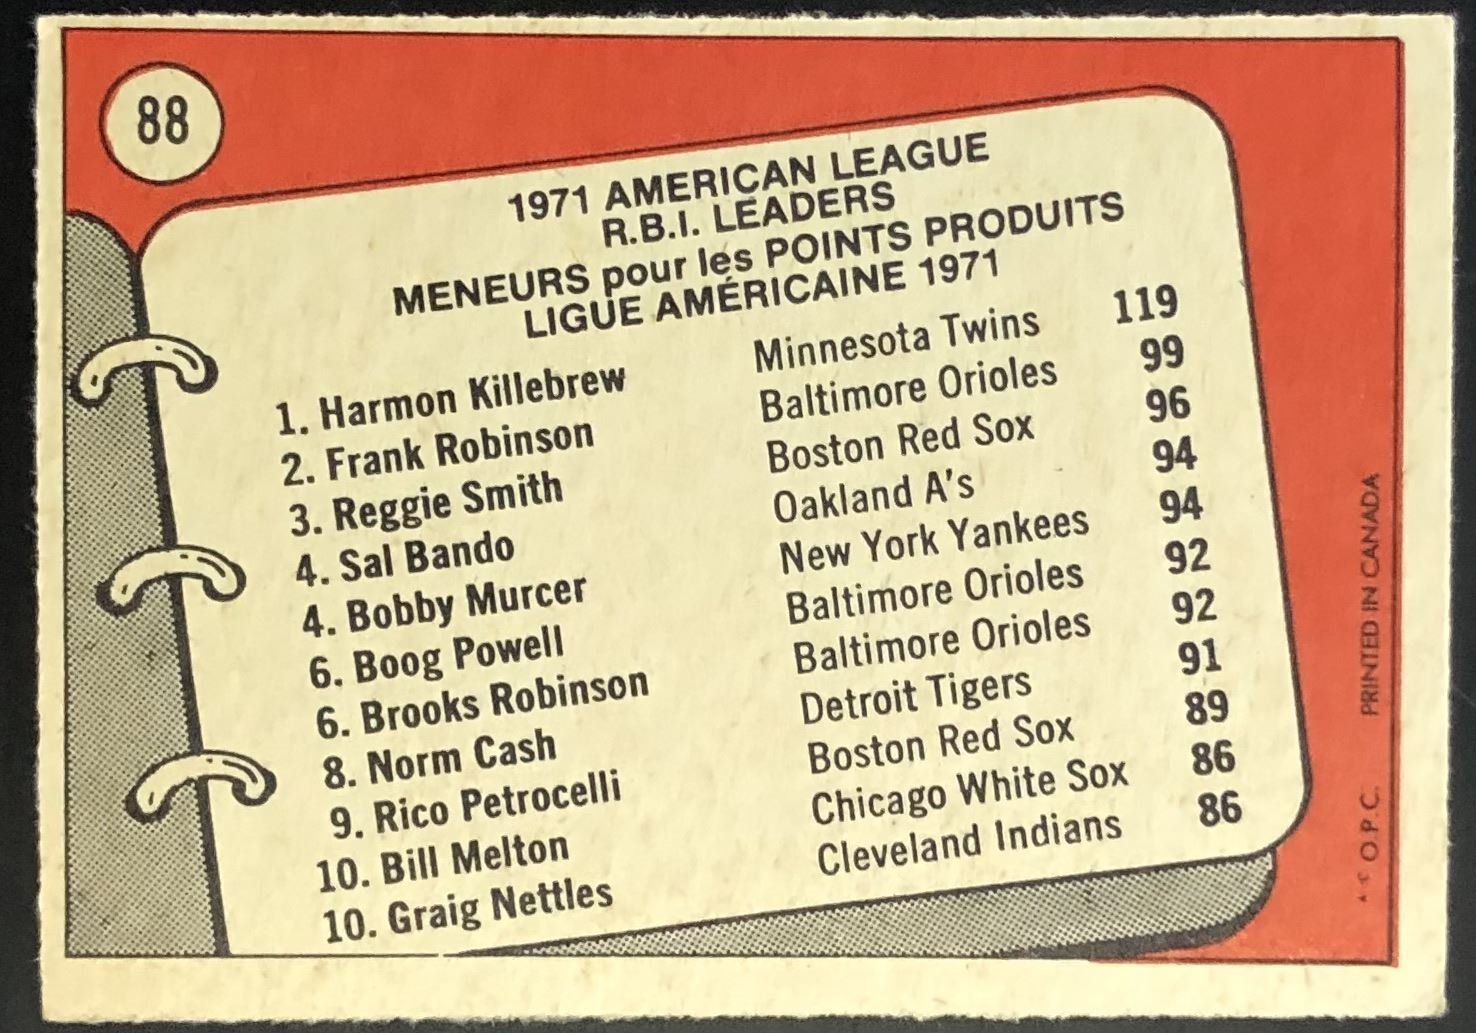 88
1971 AMERICAN LEAGUE
R.B.I. LEADERS
MENEURS pour les POINTS PRODUITS
LIGUE AMÉRICAINE 1971
1. Harmon Killebrew Minnesota Twins 119
2. Frank Robinson Baltimore Orioles 99
3. Reggie Smith Boston Red Sox 96
4. Sal Bando Oakland A's 94
4. Bobby Murcer New York Yankees 94
6. Boog Powell Baltimore Orioles 92
6. Brooks Robinson Baltimore Orioles 92
8. Norm Cash Detroit Tigers 91
9. Rico Petrocelli Boston Red Sox 89
10. Bill Melton Chicago White Sox 86
10. Graig Nettles Cleveland Indians 86
O.P.C. PRINTED IN CANADA